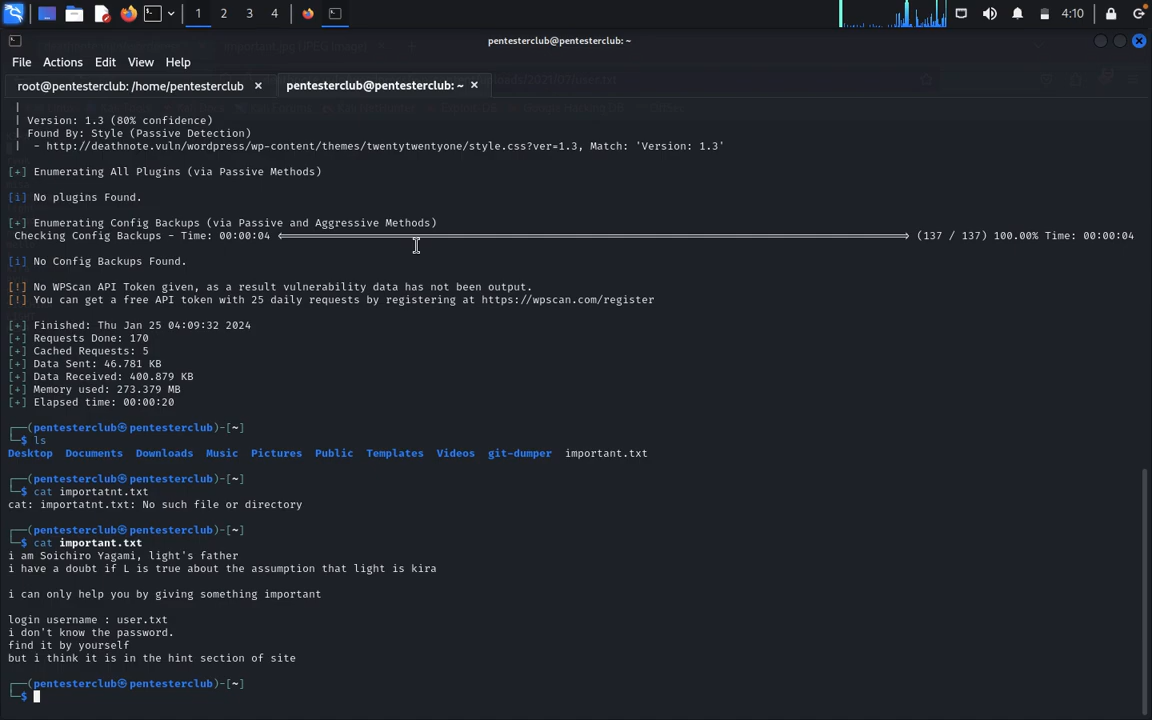 1 2 3 4 4:10
pentesterclub@pentesterclub: ~
File Actions Edit View Help
root@pentesterclub: /home/pentesterclub × pentesterclub@pentesterclub: ~ ×
|
| Version: 1.3 (80% confidence)
| Found By: Style (Passive Detection)
|  - http://deathnote.vuln/wordpress/wp-content/themes/twentytwentyone/style.css?ver=1.3, Match: 'Version: 1.3'
[+] Enumerating All Plugins (via Passive Methods)
[i] No plugins Found.
[+] Enumerating Config Backups (via Passive and Aggressive Methods)
Checking Config Backups - Time: 00:00:04 <=====================================================================> (137 / 137) 100.00% Time: 00:00:04
[i] No Config Backups Found.
[!] No WPScan API Token given, as a result vulnerability data has not been output.
[!] You can get a free API token with 25 daily requests by registering at https://wpscan.com/register
[+] Finished: Thu Jan 25 04:09:32 2024
[+] Requests Done: 170
[+] Cached Requests: 5
[+] Data Sent: 46.781 KB
[+] Data Received: 400.879 KB
[+] Memory used: 273.379 MB
[+] Elapsed time: 00:00:20
┌──(pentesterclub㉿pentesterclub)-[~]
└─$ ls
Desktop Documents Downloads Music Pictures Public Templates Videos git-dumper important.txt
┌──(pentesterclub㉿pentesterclub)-[~]
└─$ cat importatnt.txt
cat: importatnt.txt: No such file or directory
┌──(pentesterclub㉿pentesterclub)-[~]
└─$ cat important.txt
i am Soichiro Yagami, light's father
i have a doubt if L is true about the assumption that light is kira
i can only help you by giving something important
login username : user.txt
i don't know the password.
find it by yourself
but i think it is in the hint section of site
┌──(pentesterclub㉿pentesterclub)-[~]
└─$